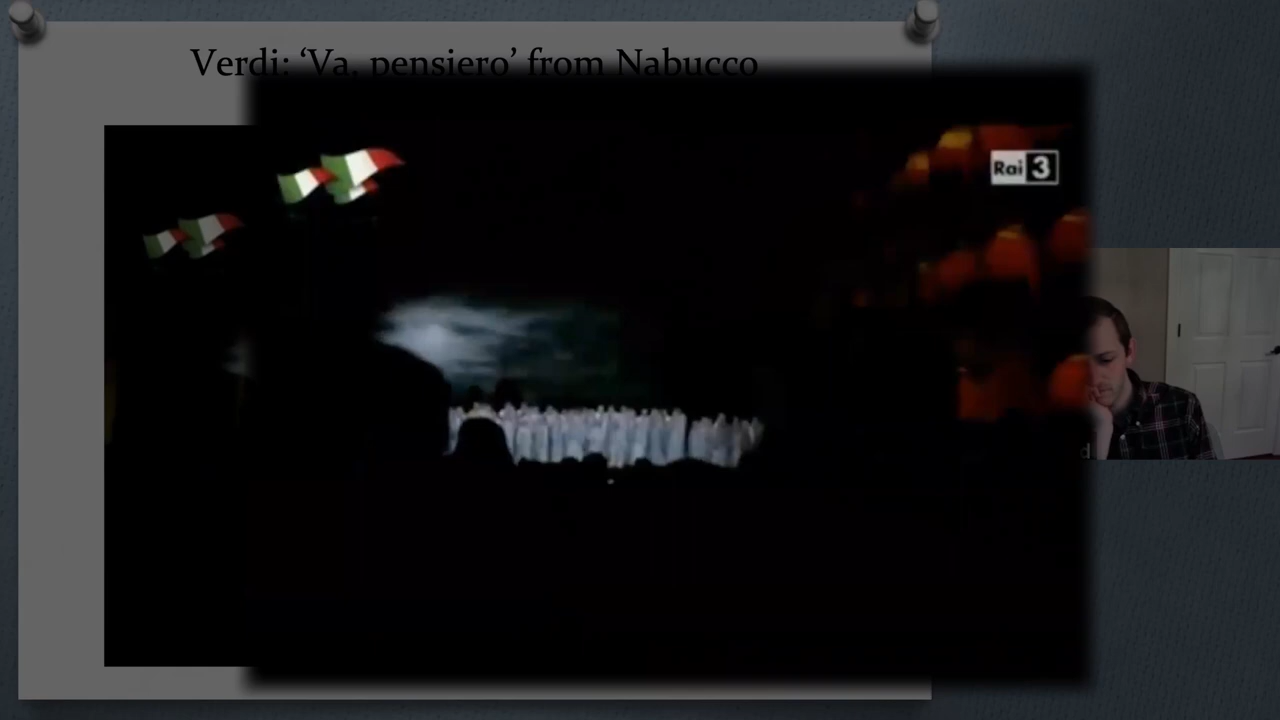 Verdi: ‘Va, pensiero’ from Nabucco
Rai 3
d